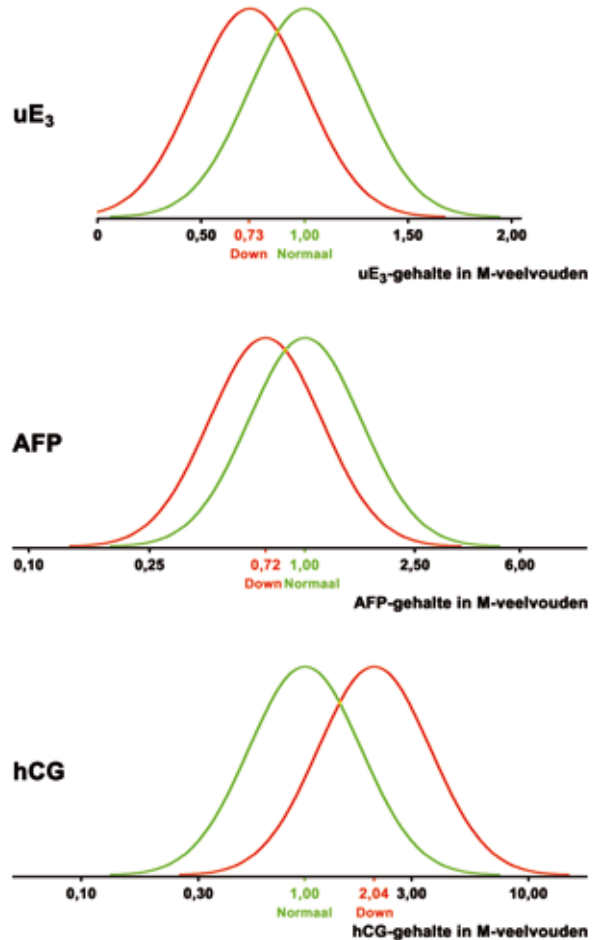 uE₃
0 0,50 0,73 1,00 1,50 2,00
Down Normaal
uE₃-gehalte in M-veelvouden
AFP
0,10 0,25 0,72 1,00 2,50 6,00
Down Normaal
AFP-gehalte in M-veelvouden
hCG
0,10 0,30 1,00 2,04 3,00 10,00
Normaal Down
hCG-gehalte in M-veelvouden